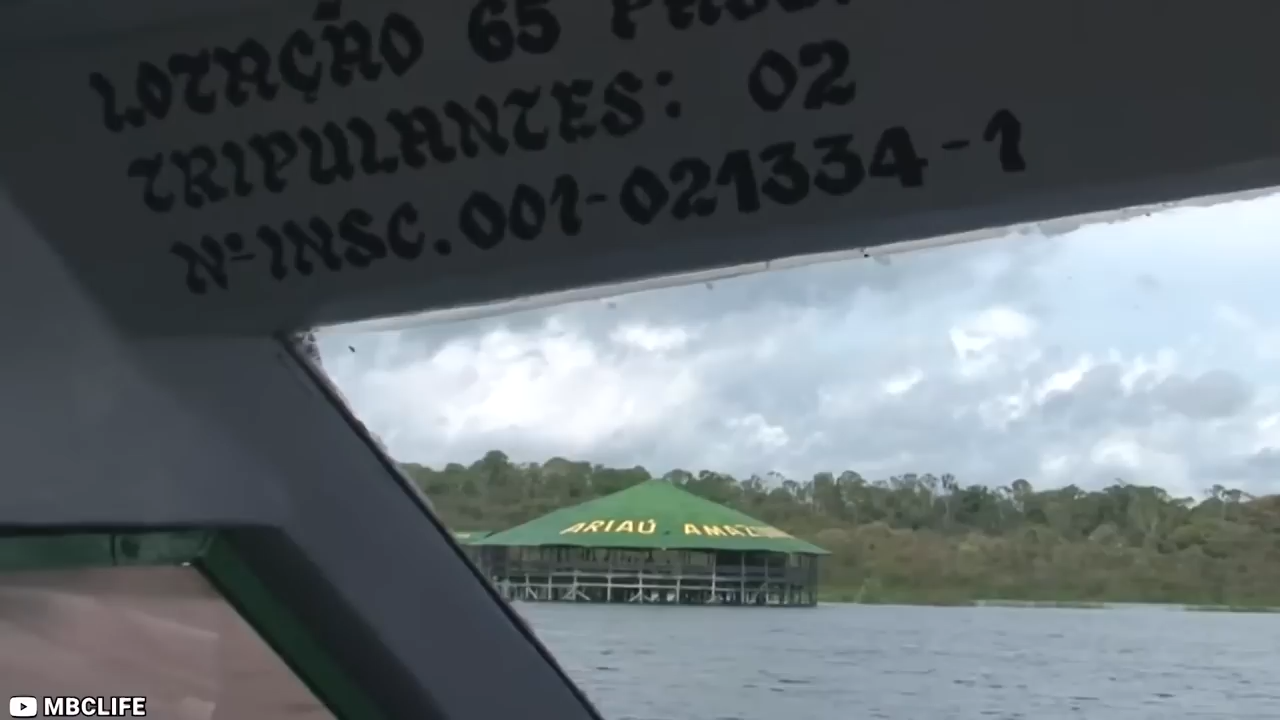 LOTAÇÃO 65
TRIPULANTES: 02
Nº INSC. 001-021334-1
ARIAÚ
MBCLIFE